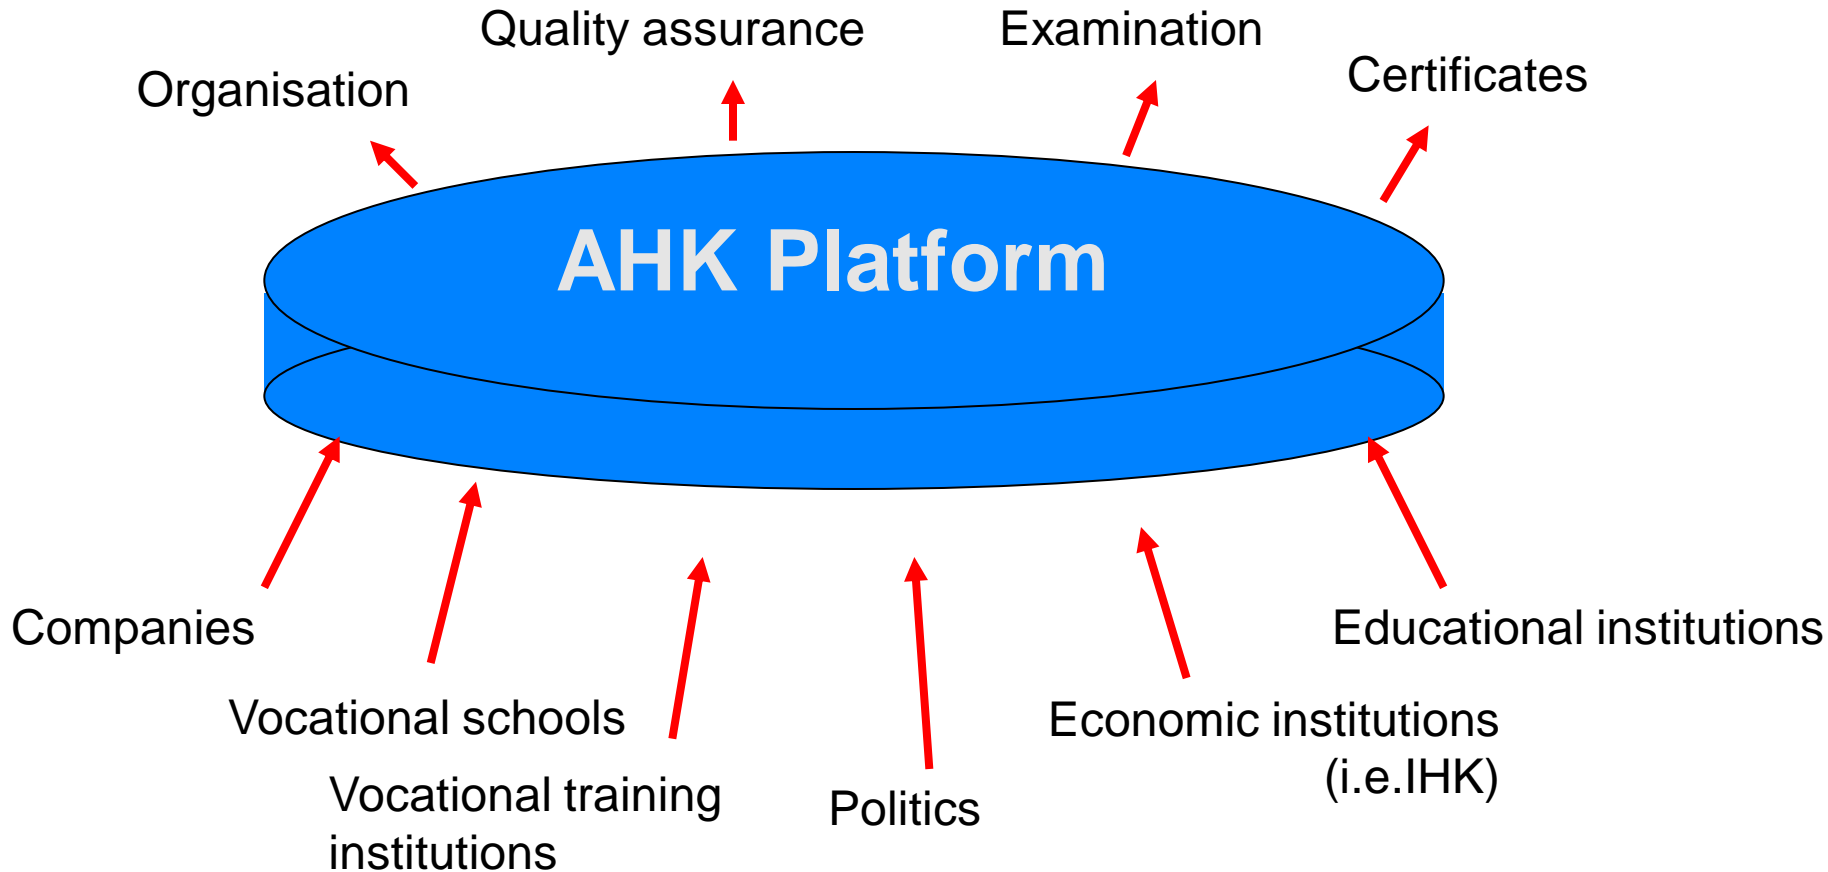 Quality assurance
Examination
Organisation
Certificates
AHK Platform
Companies
Educational institutions
Vocational schools
Economic institutions
(i.e.IHK)
Vocational training
institutions
Politics